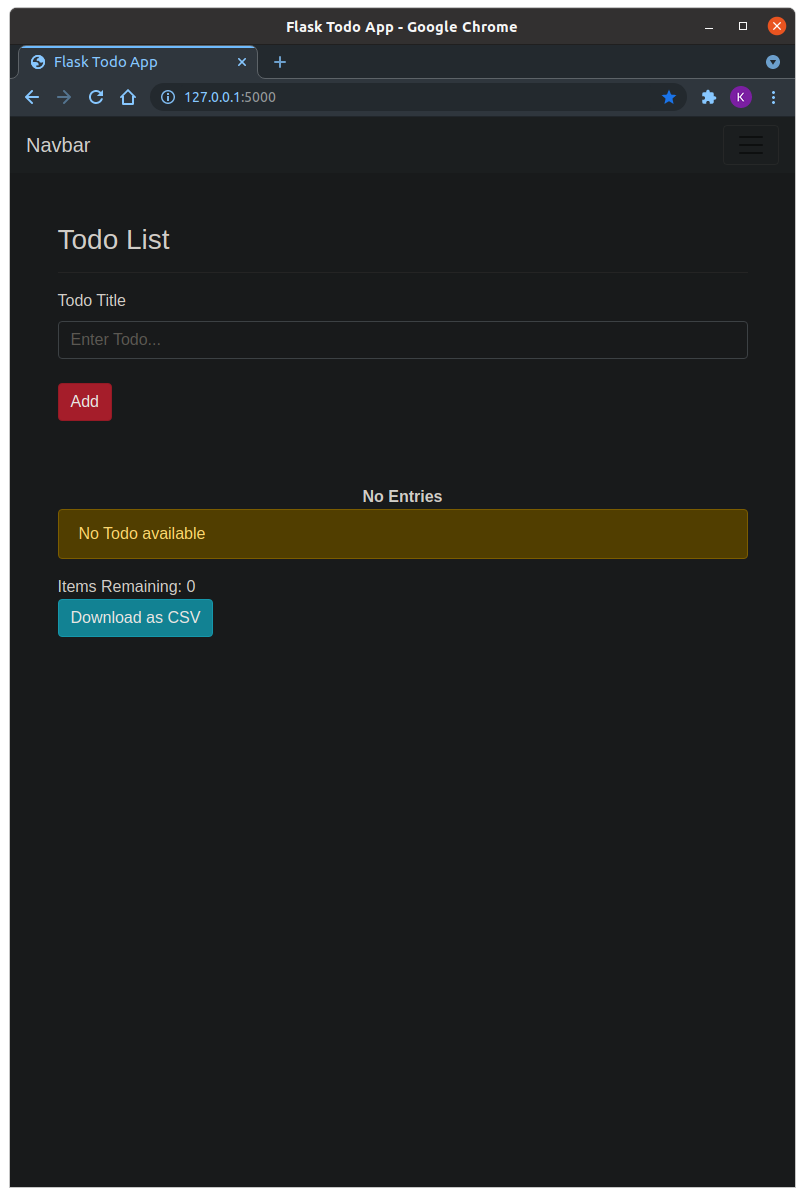 Flask Todo App - Google Chrome
Flask Todo App
127.0.0.1:5000
K
Navbar
Todo List
Todo Title
Enter Todo...
Add
No Entries
No Todo available
Items Remaining: 0
Download as CSV